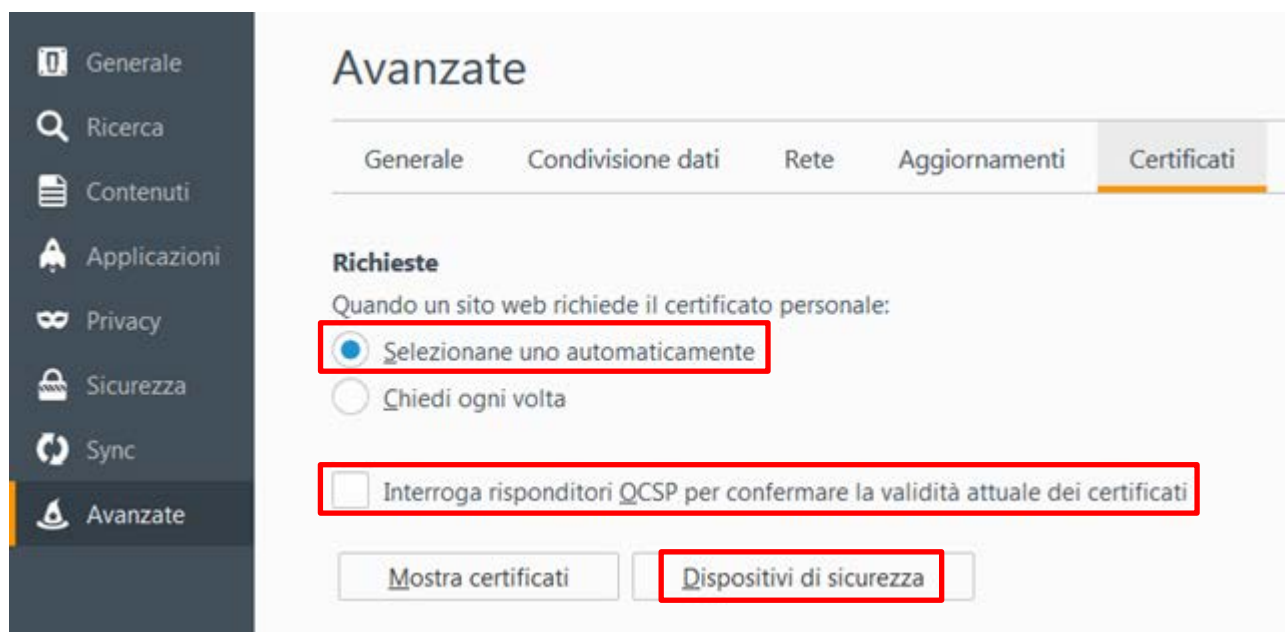 Generale
Ricerca
Contenuti
Applicazioni
Privacy
Sicurezza
Sync
Avanzate
Avanzate
Generale Condivisione dati Rete Aggiornamenti Certificati
Richieste
Quando un sito web richiede il certificato personale:
Selezionane uno automaticamente
Chiedi ogni volta
Interroga risponditori OCSP per confermare la validità attuale dei certificati
Mostra certificati Dispositivi di sicurezza